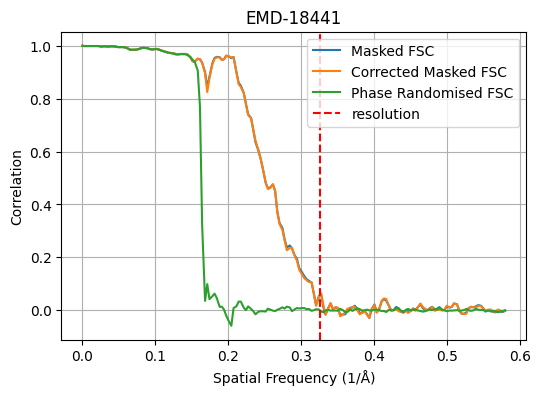 EMD-18441
Masked FSC
Corrected Masked FSC
Phase Randomised FSC
resolution
Correlation
1.0
0.8
0.6
0.4
0.2
0.0
0.0 0.1 0.2 0.3 0.4 0.5 0.6
Spatial Frequency (1/Å)